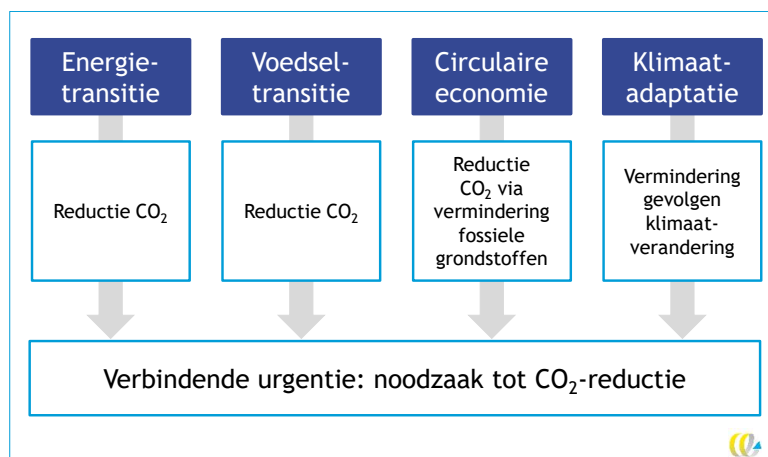 Energie-
transitie
Voedsel-
transitie
Circulaire
economie
Klimaat-
adaptatie
Reductie CO₂
Reductie CO₂
Reductie
CO₂ via
vermindering
fossiele
grondstoffen
Vermindering
gevolgen
klimaat-
verandering
Verbindende urgentie: noodzaak tot CO₂-reductie